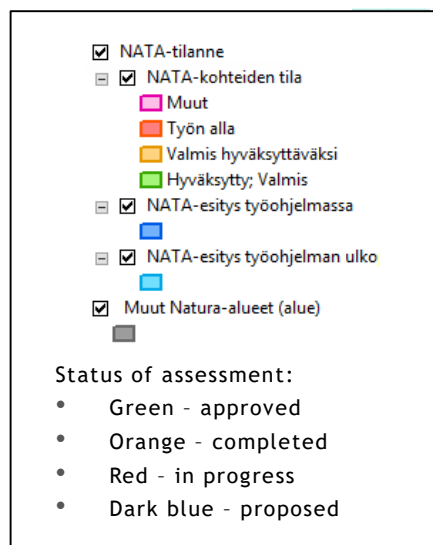 NATA-tilanne
NATA-kohteiden tila
Muut
Työn alla
Valmis hyväksyttäväksi
Hyväksytty; Valmis
NATA-esitys työohjelmassa
NATA-esitys työohjelman ulko
Muut Natura-alueet (alue)
Status of assessment:
• Green – approved
• Orange – completed
• Red – in progress
• Dark blue – proposed